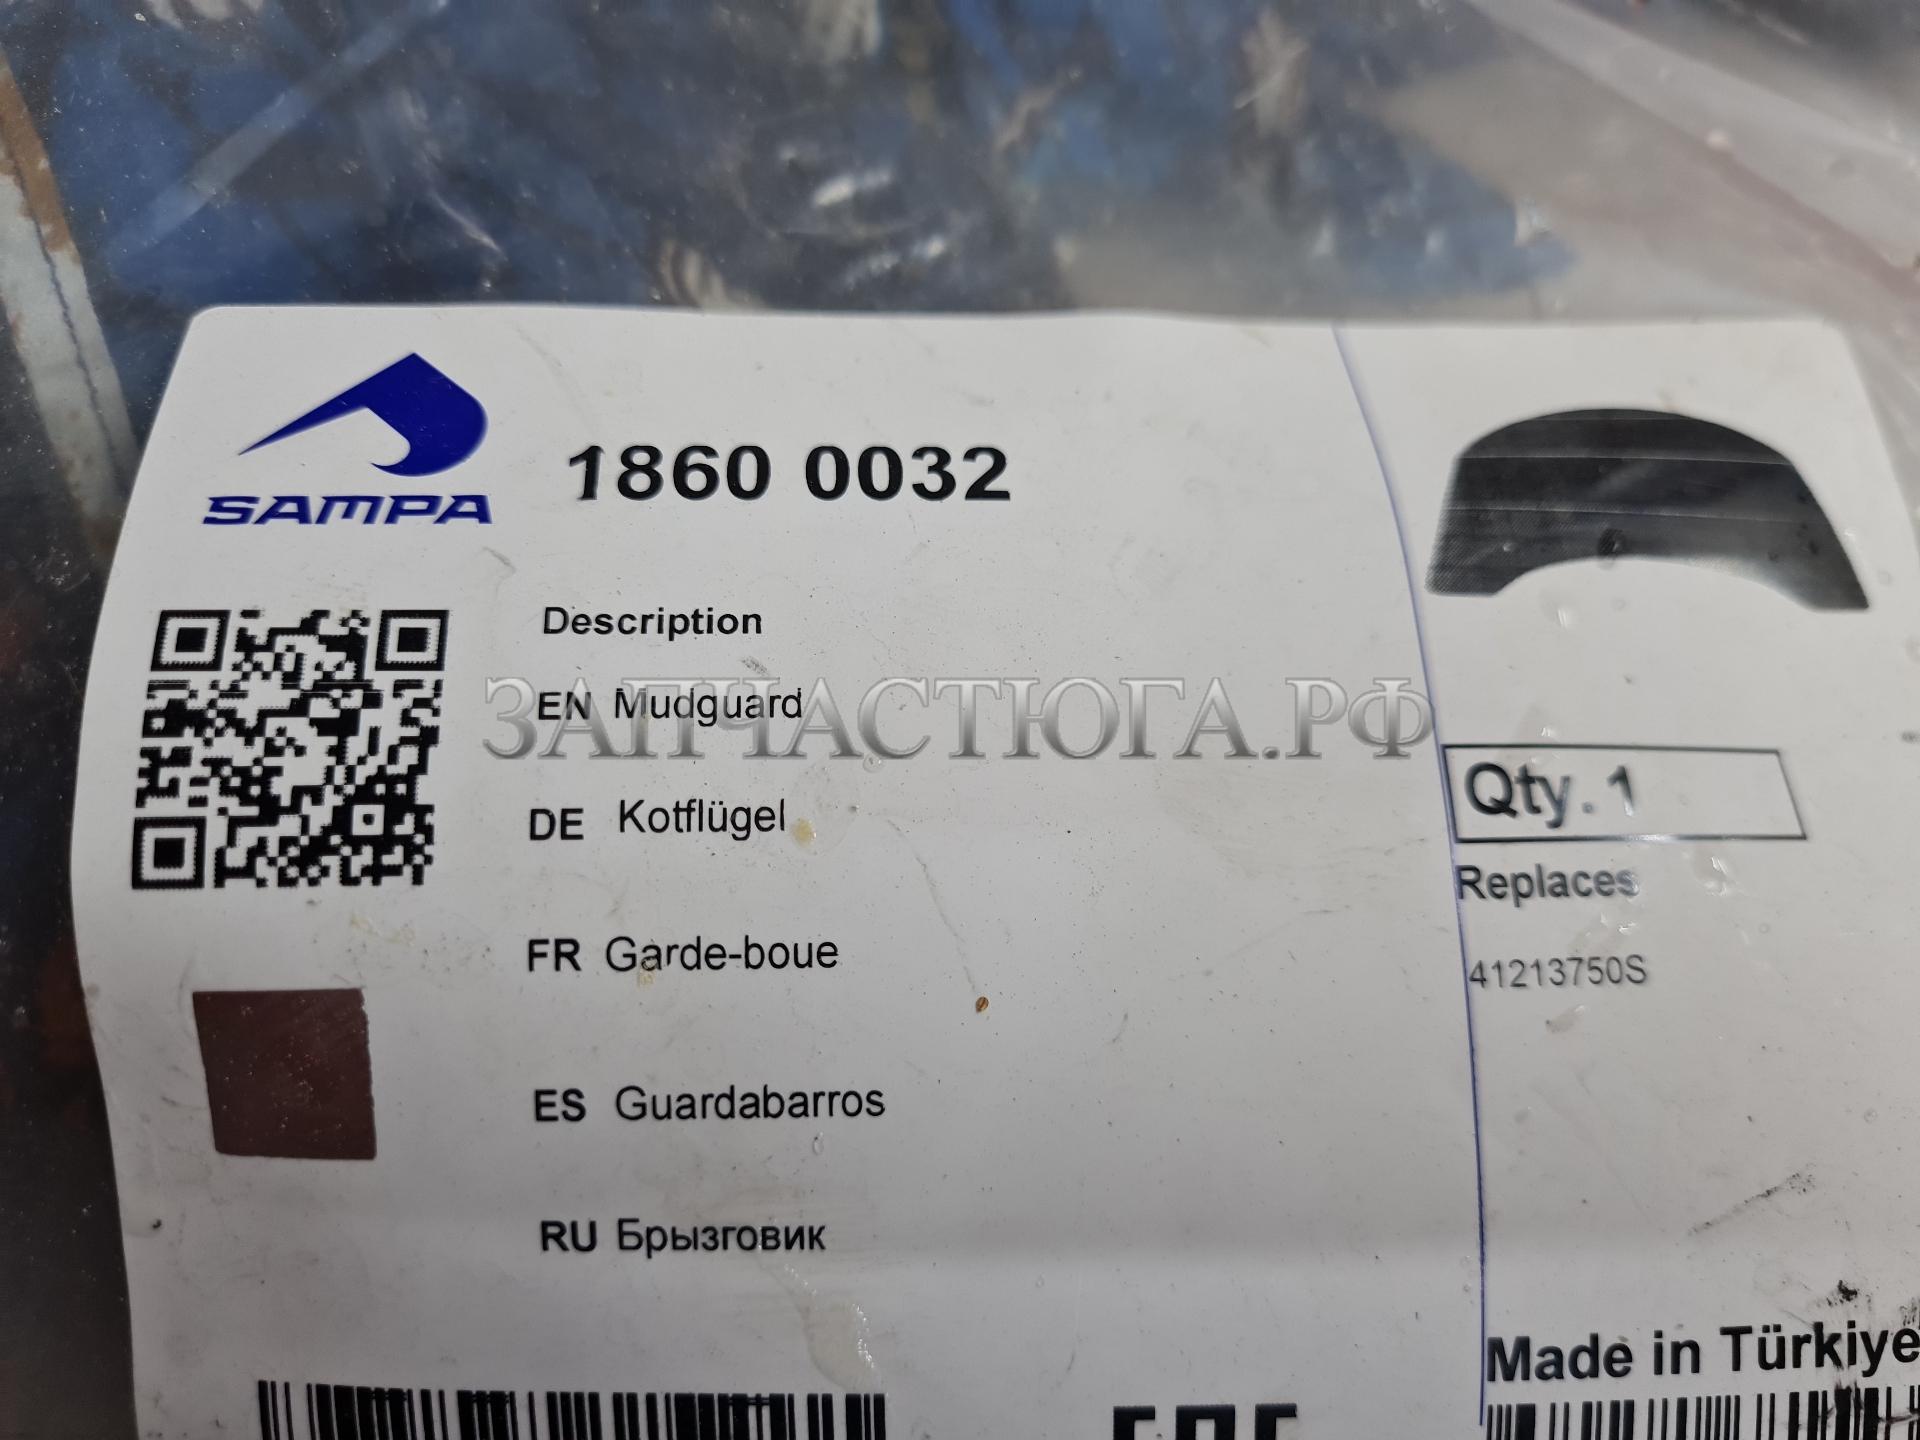 SAMPA
1860 0032
Description
EN Mudguard
DE Kotflügel
FR Garde-boue
ES Guardabarros
RU Брызговик
ЗАПЧАСТЮГА.РФ
Qty. 1
Replaces
41213750S
Made in Türkiye